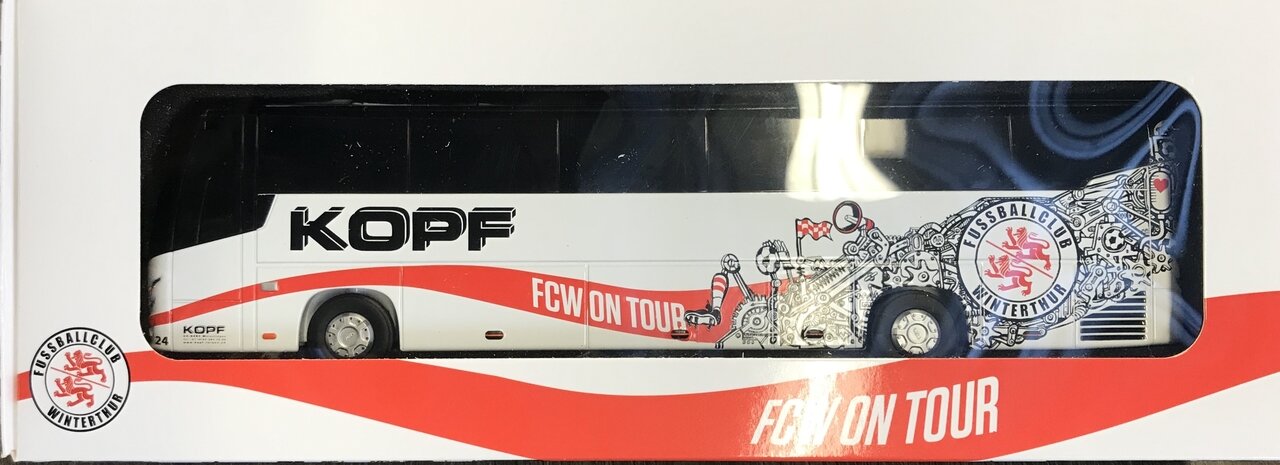 KOPF
FCW ON TOUR
FUSSBALLCLUB
WINTERTHUR
KOPF
24
FUSSBALLCLUB
WINTERTHUR
FCW ON TOUR